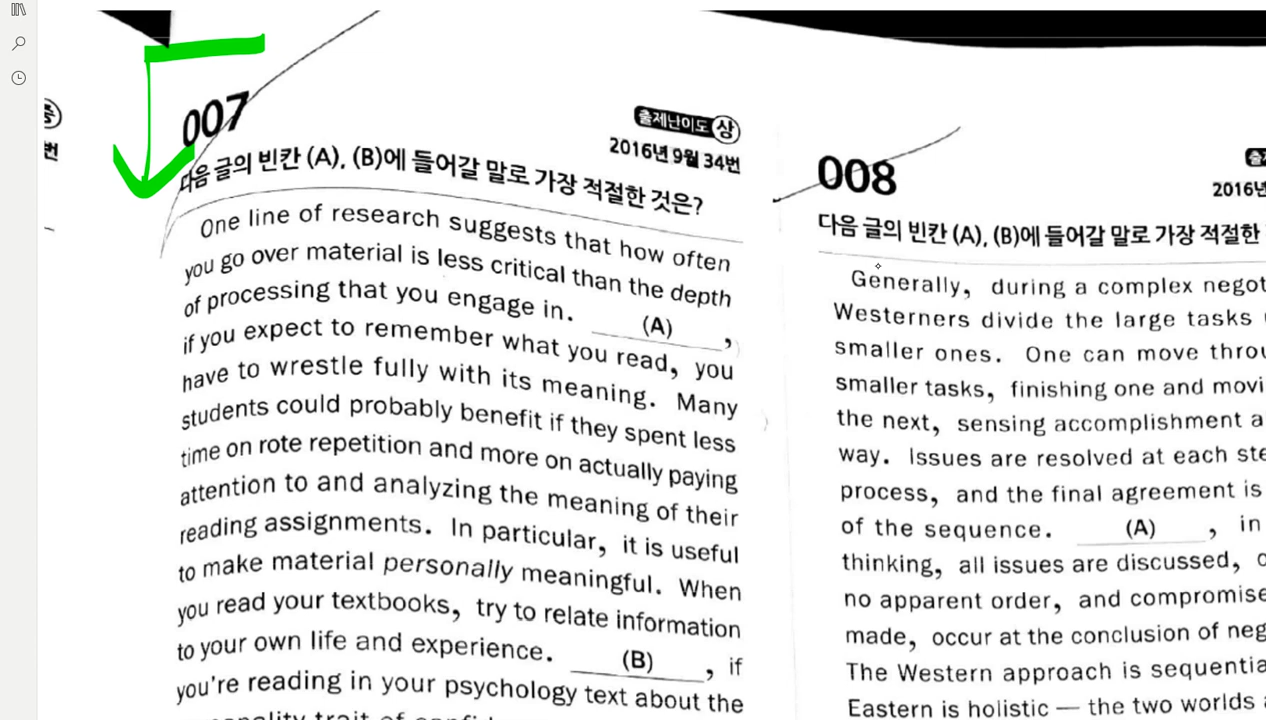 번
007
출제난이도 상
2016년 9월 34번
다음 글의 빈칸 (A), (B)에 들어갈 말로 가장 적절한 것은?
One line of research suggests that how often
you go over material is less critical than the depth
of processing that you engage in. (A) ,
if you expect to remember what you read, you
have to wrestle fully with its meaning. Many
students could probably benefit if they spent less
time on rote repetition and more on actually paying
attention to and analyzing the meaning of their
reading assignments. In particular, it is useful
to make material personally meaningful. When
you read your textbooks, try to relate information
to your own life and experience. (B) , if
you're reading in your psychology text about the
008
2016년
다음 글의 빈칸 (A), (B)에 들어갈 말로 가장 적절한
Generally, during a complex negot
Westerners divide the large tasks
smaller ones. One can move throu
smaller tasks, finishing one and movi
the next, sensing accomplishment a
way. Issues are resolved at each ste
process, and the final agreement is
of the sequence. (A) , in
thinking, all issues are discussed,
no apparent order, and compromise
made, occur at the conclusion of neg
The Western approach is sequentia
Eastern is holistic — the two worlds